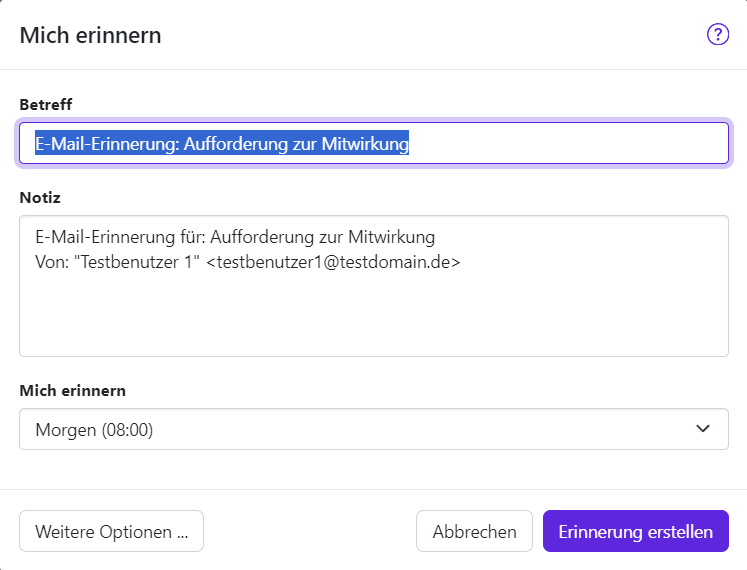 Mich erinnern
?
Betreff
E-Mail-Erinnerung: Aufforderung zur Mitwirkung
Notiz
E-Mail-Erinnerung für: Aufforderung zur Mitwirkung
Von: "Testbenutzer 1" <testbenutzer1@testdomain.de>
Mich erinnern
Morgen (08:00)
Weitere Optionen ...
Abbrechen
Erinnerung erstellen